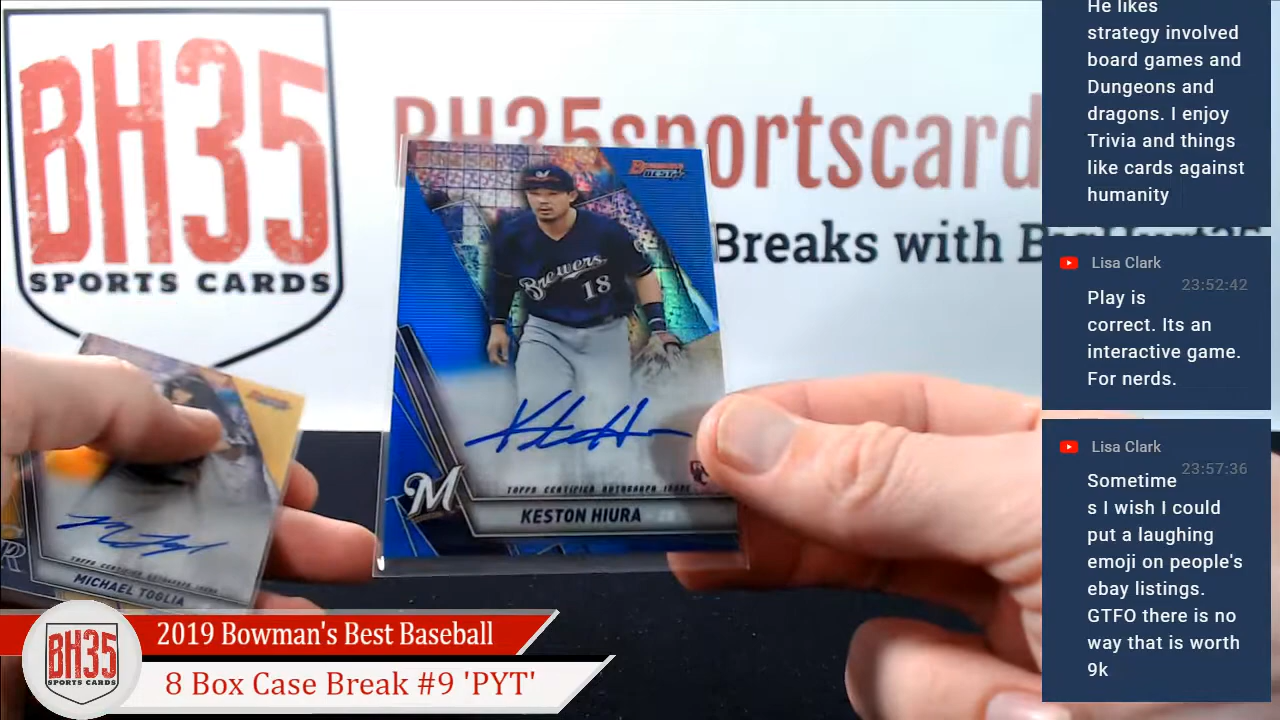 BH35
SPORTS CARDS
BH35sportscard
Breaks with
BOWMAN'S
BEST
Brewers
18
M
TOPPS CERTIFIED AUTOGRAPH ISSUE
KESTON HIURA
TOPPS CERTIFIED AUTOGRAPH ISSUE
MICHAEL TOGLIA
BH35
SPORTS CARDS
2019 Bowman's Best Baseball
8 Box Case Break #9 'PYT'
He likes
strategy involved
board games and
Dungeons and
dragons. I enjoy
Trivia and things
like cards against
humanity
Lisa Clark
23:52:42
Play is
correct. Its an
interactive game.
For nerds.
Lisa Clark
23:57:36
Sometime
s I wish I could
put a laughing
emoji on people's
ebay listings.
GTFO there is no
way that is worth
9k